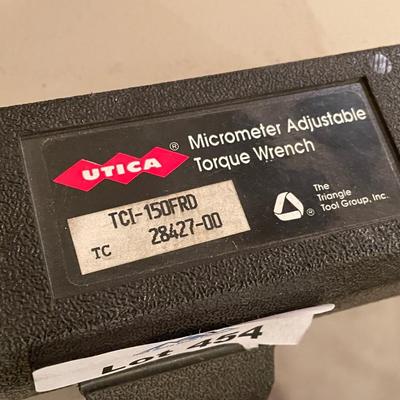 UTICA ®
Micrometer Adjustable
Torque Wrench
TCI-150FRD
TC 28427-00
®
The
Triangle
Tool Group, Inc.
Lot 454